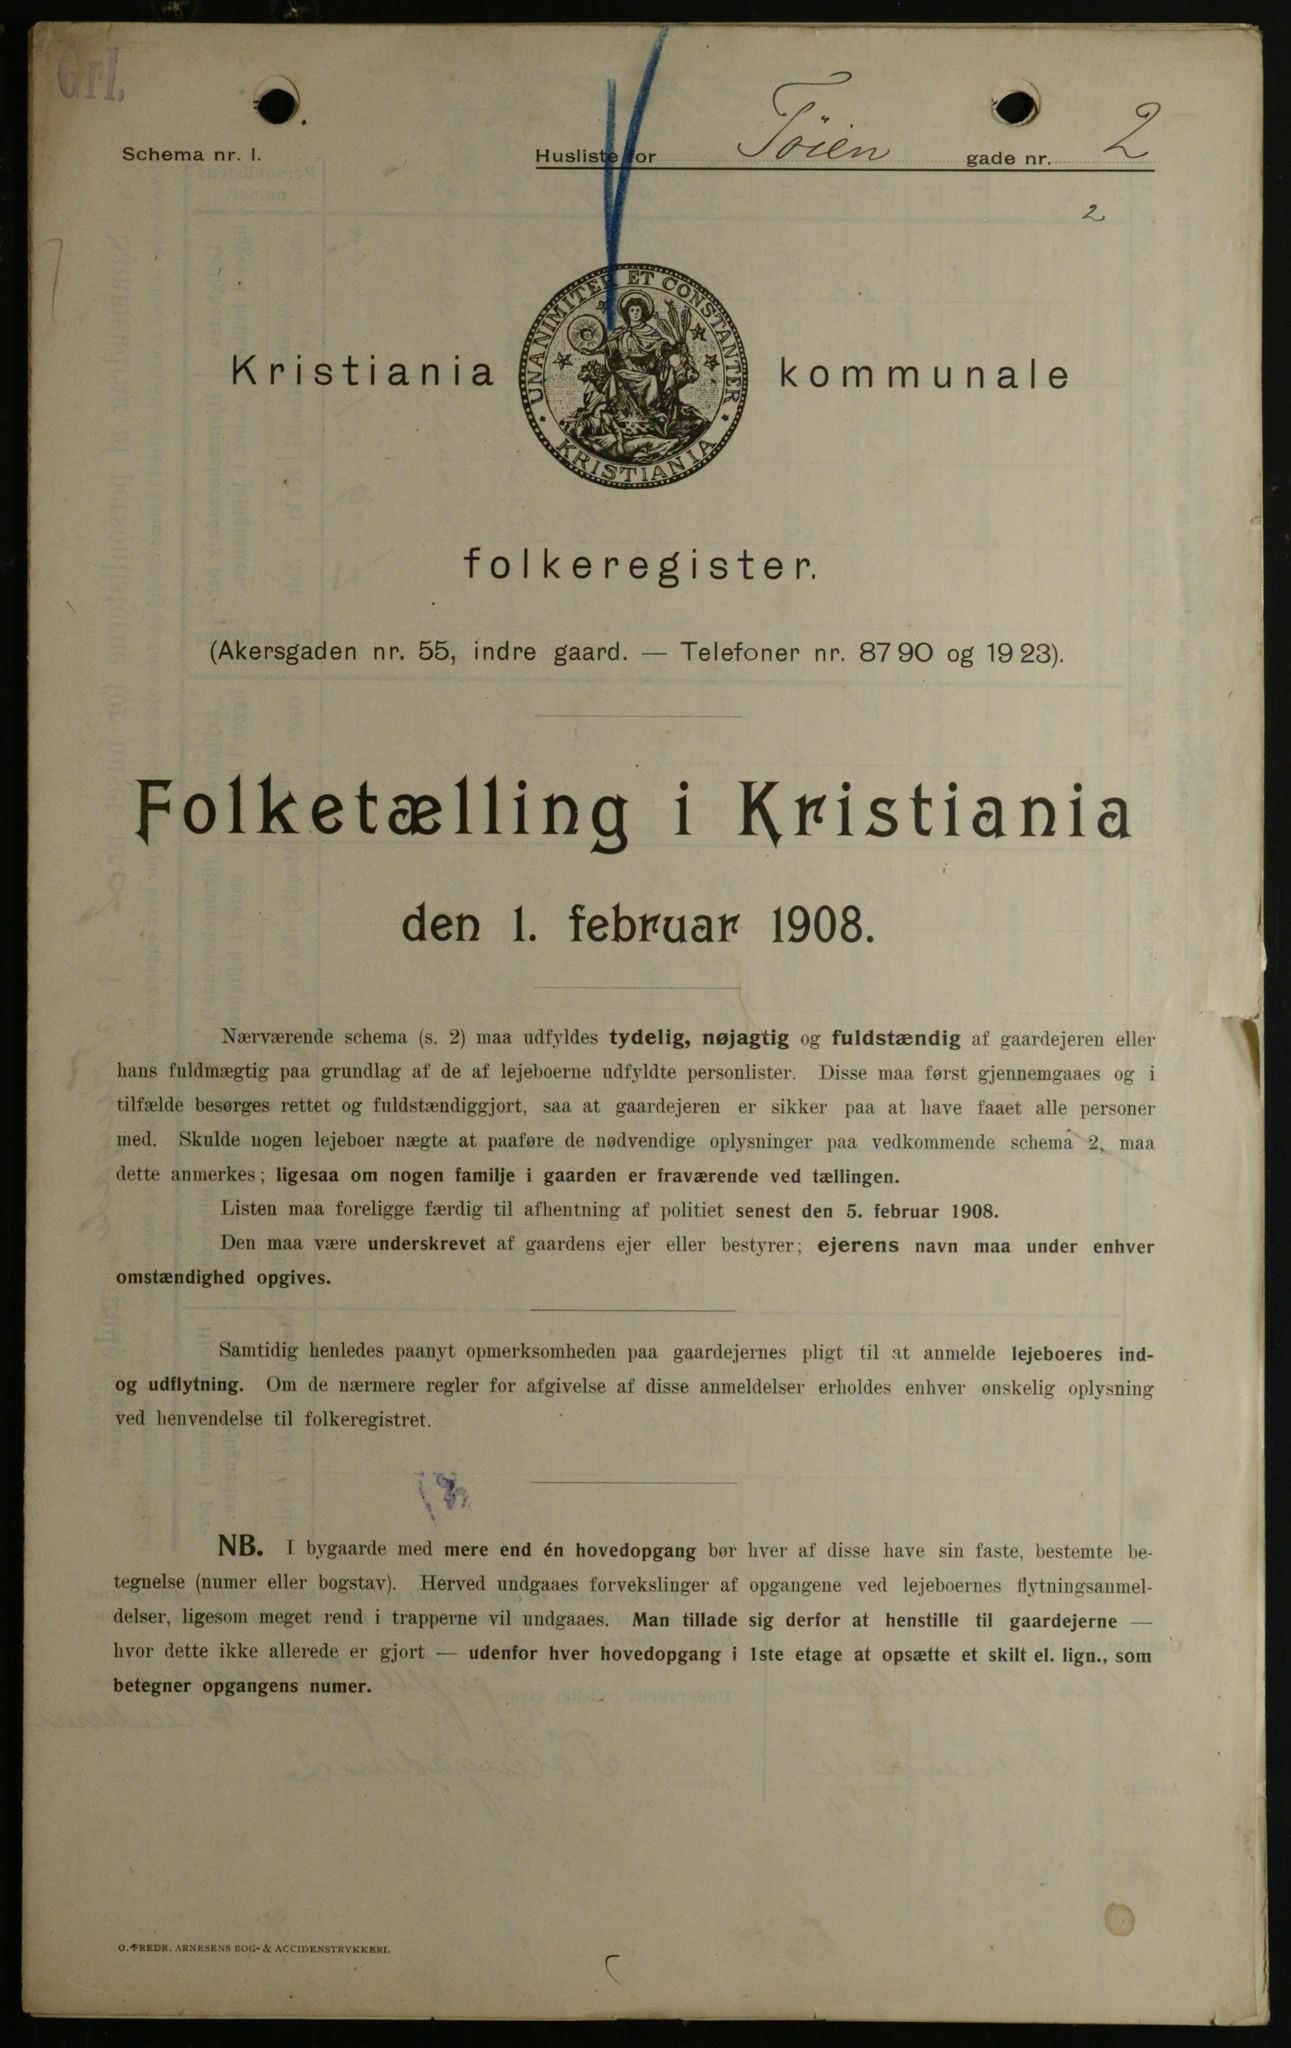 Grl.
Schema nr. 1.
Husliste for Töien gade nr. 2
2
UNANIMITER ET CONSTANTER
KRISTIANIA
Kristiania kommunale
folkeregister.
(Akersgaden nr. 55, indre gaard. — Telefoner nr. 87 90 og 19 23).
Folketælling i Kristiania
den 1. februar 1908.
Nærværende schema (s. 2) maa udfyldes tydelig, nøjagtig og fuldstændig af gaardejeren eller
hans fuldmægtig paa grundlag af de af lejeboerne udfyldte personlister. Disse maa først gjennemgaaes og i
tilfælde besørges rettet og fuldstændiggjort, saa at gaardejeren er sikker paa at have faaet alle personer
med. Skulde nogen lejeboer nægte at paaføre de nødvendige oplysninger paa vedkommende schema 2, maa
dette anmerkes; ligesaa om nogen familje i gaarden er fraværende ved tællingen.
Listen maa foreligge færdig til afhentning af politiet senest den 5. februar 1908.
Den maa være underskrevet af gaardens ejer eller bestyrer; ejerens navn maa under enhver
omstændighed opgives.
Samtidig henledes paanyt opmerksomheden paa gaardejernes pligt til at anmelde lejeboeres ind-
og udflytning. Om de nærmere regler for afgivelse af disse anmeldelser erholdes enhver ønskelig oplysning
ved henvendelse til folkeregistret.
NB. I bygaarde med mere end én hovedopgang bør hver af disse have sin faste, bestemte be-
tegnelse (numer eller bogstav). Herved undgaaes forvekslinger af opgangene ved lejeboernes flytningsanmel-
delser, ligesom meget rend i trapperne vil undgaaes. Man tillade sig derfor at henstille til gaardejerne —
hvor dette ikke allerede er gjort — udenfor hver hovedopgang i 1ste etage at opsætte et skilt el. lign., som
betegner opgangens numer.
O. FREDR. ARNESENS BOG- & ACCIDENSTRYKKERI.